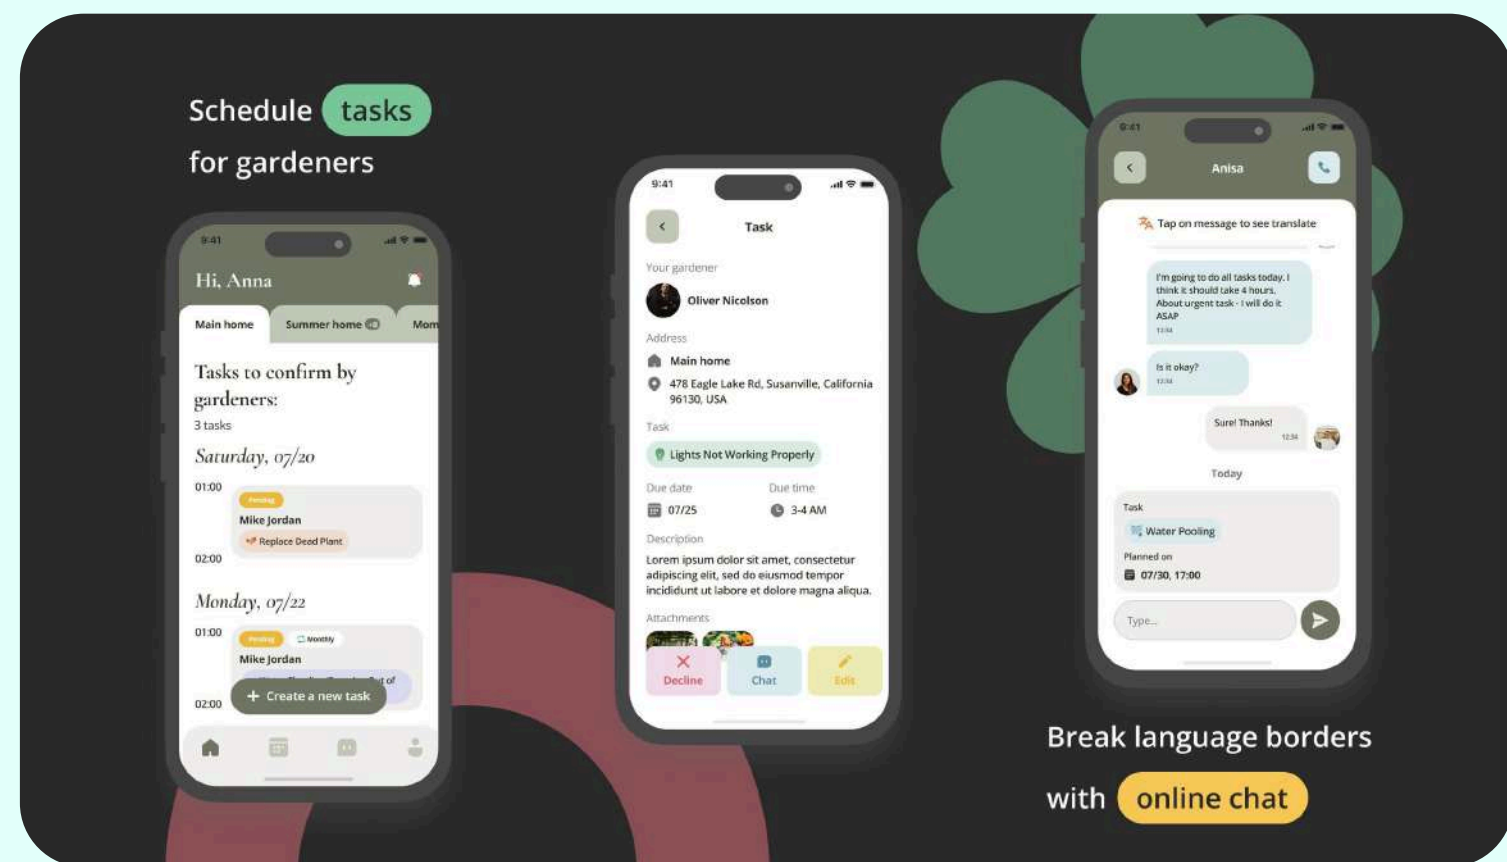 Schedule tasks
for gardeners
9:41
Hi, Anna
Main home
Summer home
Mom
Tasks to confirm by
gardeners:
3 tasks
Saturday, 07/20
01:00
Pending
Mike Jordan
Replace Dead Plant
02:00
Monday, 07/22
01:00
Pending
Monthly
Mike Jordan
02:00
+ Create a new task
9:41
Task
Your gardener
Oliver Nicolson
Address
Main home
478 Eagle Lake Rd, Susanville, California
96130, USA
Task
Lights Not Working Properly
Due date
Due time
07/25
3-4 AM
Description
Lorem ipsum dolor sit amet, consectetur
adipiscing elit, sed do eiusmod tempor
incididunt ut labore et dolore magna aliqua.
Attachments
Decline
Chat
Edit
9:41
Anisa
Tap on message to see translate
I'm going to do all tasks today. I
think it should take 4 hours.
About urgent task - I will do it
ASAP
12:34
Is it okay?
12:34
Sure! Thanks!
12:34
Today
Task
Water Pooling
Planned on
07/30, 17:00
Type...
Break language borders
with online chat